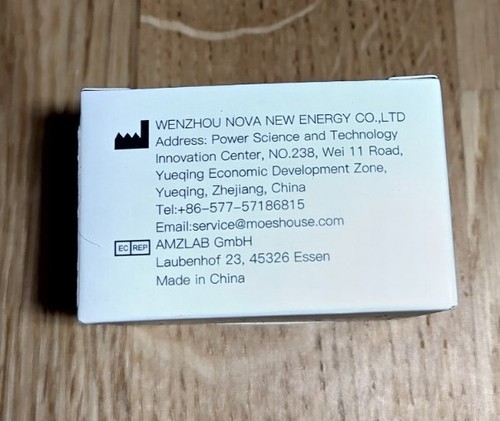 WENZHOU NOVA NEW ENERGY CO.,LTD
Address: Power Science and Technology
Innovation Center, NO.238, Wei 11 Road,
Yueqing Economic Development Zone,
Yueqing, Zhejiang, China
Tel:+86-577-57186815
Email:service@moeshouse.com
EC REP AMZLAB GmbH
Laubenhof 23, 45326 Essen
Made in China